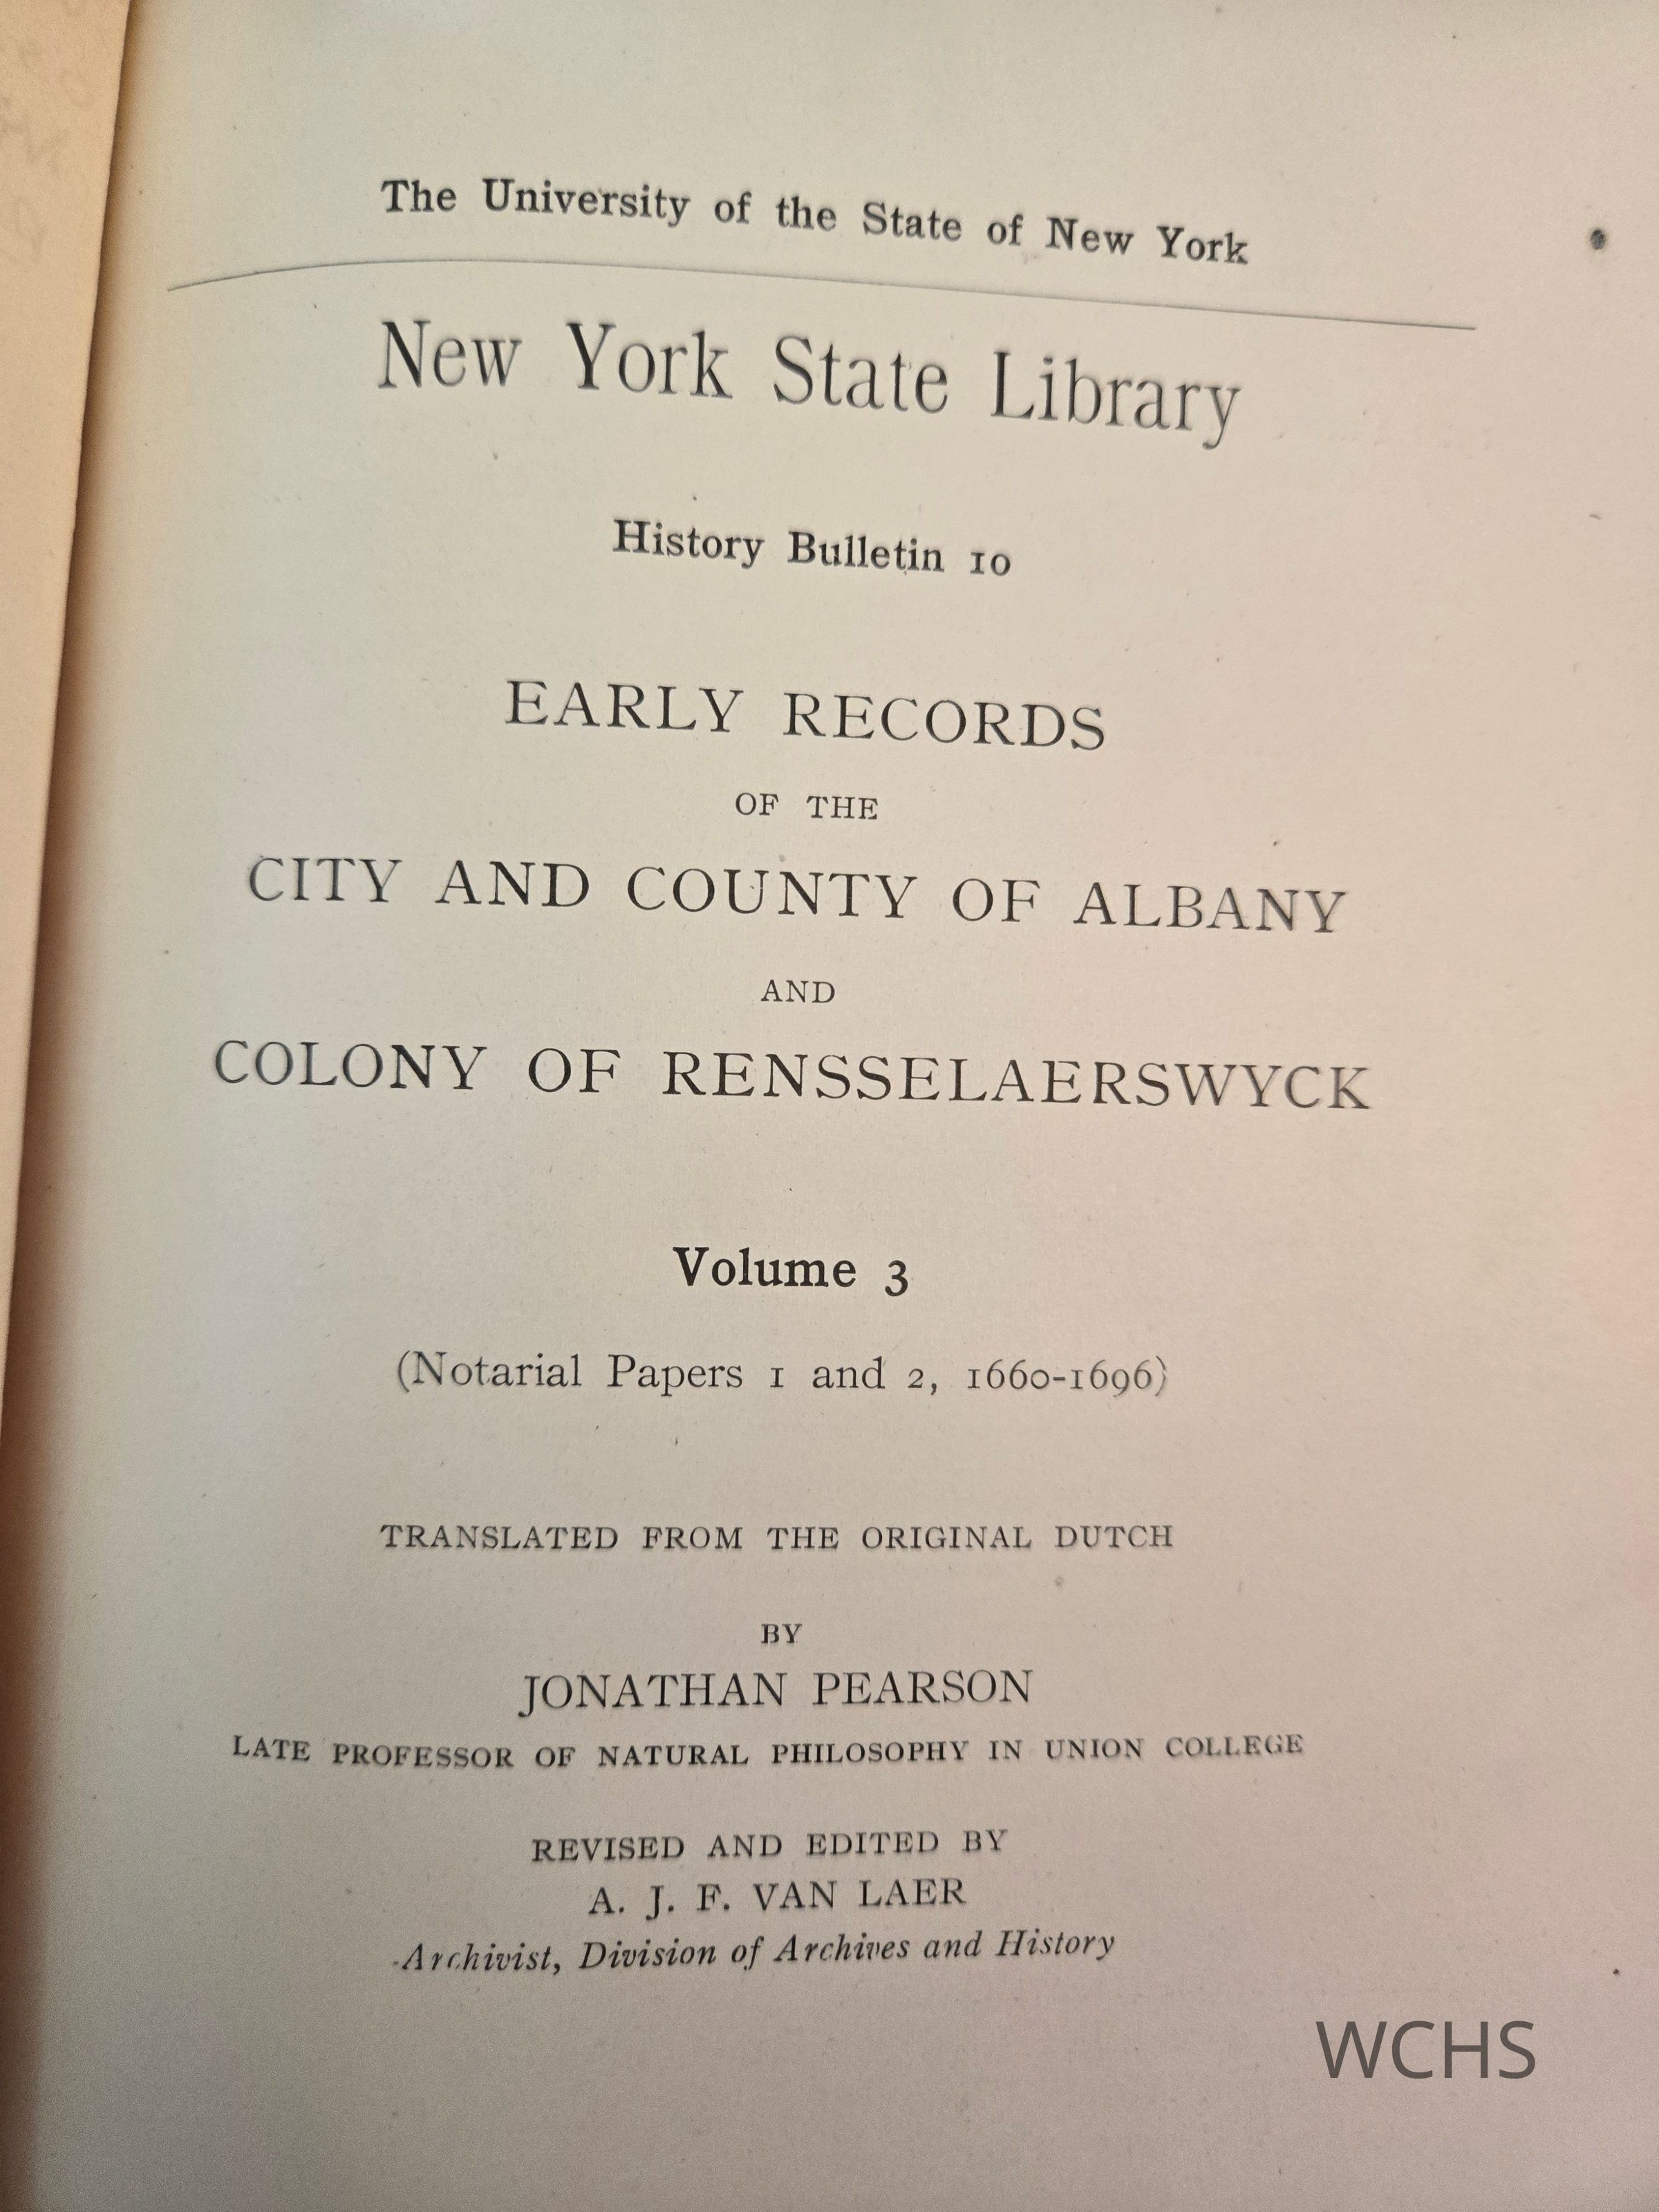 The University of the State of New York
New York State Library
History Bulletin 10
EARLY RECORDS
OF THE
CITY AND COUNTY OF ALBANY
AND
COLONY OF RENSSELAERSWYCK
Volume 3
(Notarial Papers 1 and 2, 1660-1696)
TRANSLATED FROM THE ORIGINAL DUTCH
BY
JONATHAN PEARSON
LATE PROFESSOR OF NATURAL PHILOSOPHY IN UNION COLLEGE
REVISED AND EDITED BY
A. J. F. VAN LAER
Archivist, Division of Archives and History
WCHS